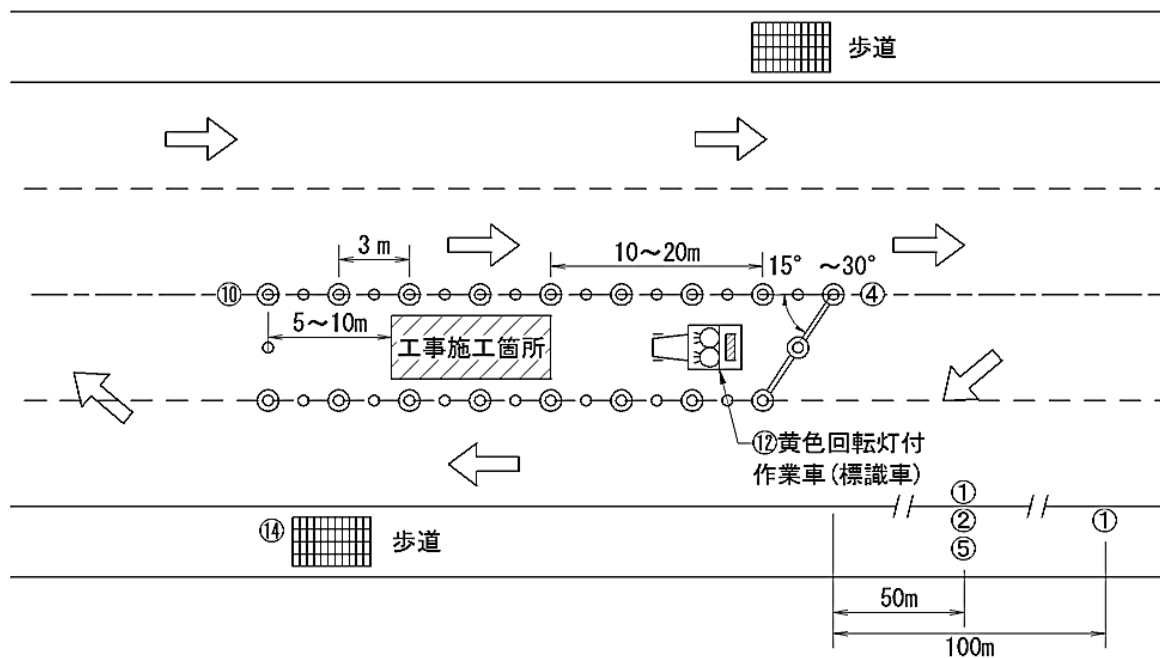 歩道
3 m
10~20m
15° ~30°
⑩
④
5~10m
工事施工箇所
⑫黄色回転灯付
作業車(標識車)
①
②
①
⑤
⑭
歩道
50m
100m